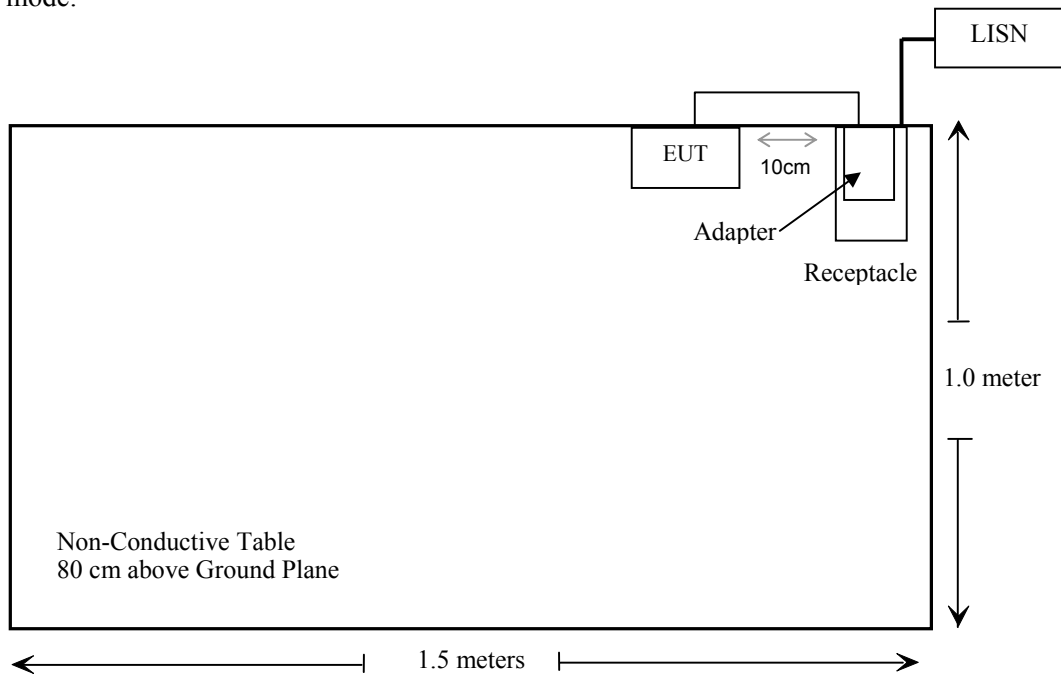 mode.
LISN
EUT
10cm
Adapter
Receptacle
1.0 meter
Non-Conductive Table
80 cm above Ground Plane
1.5 meters